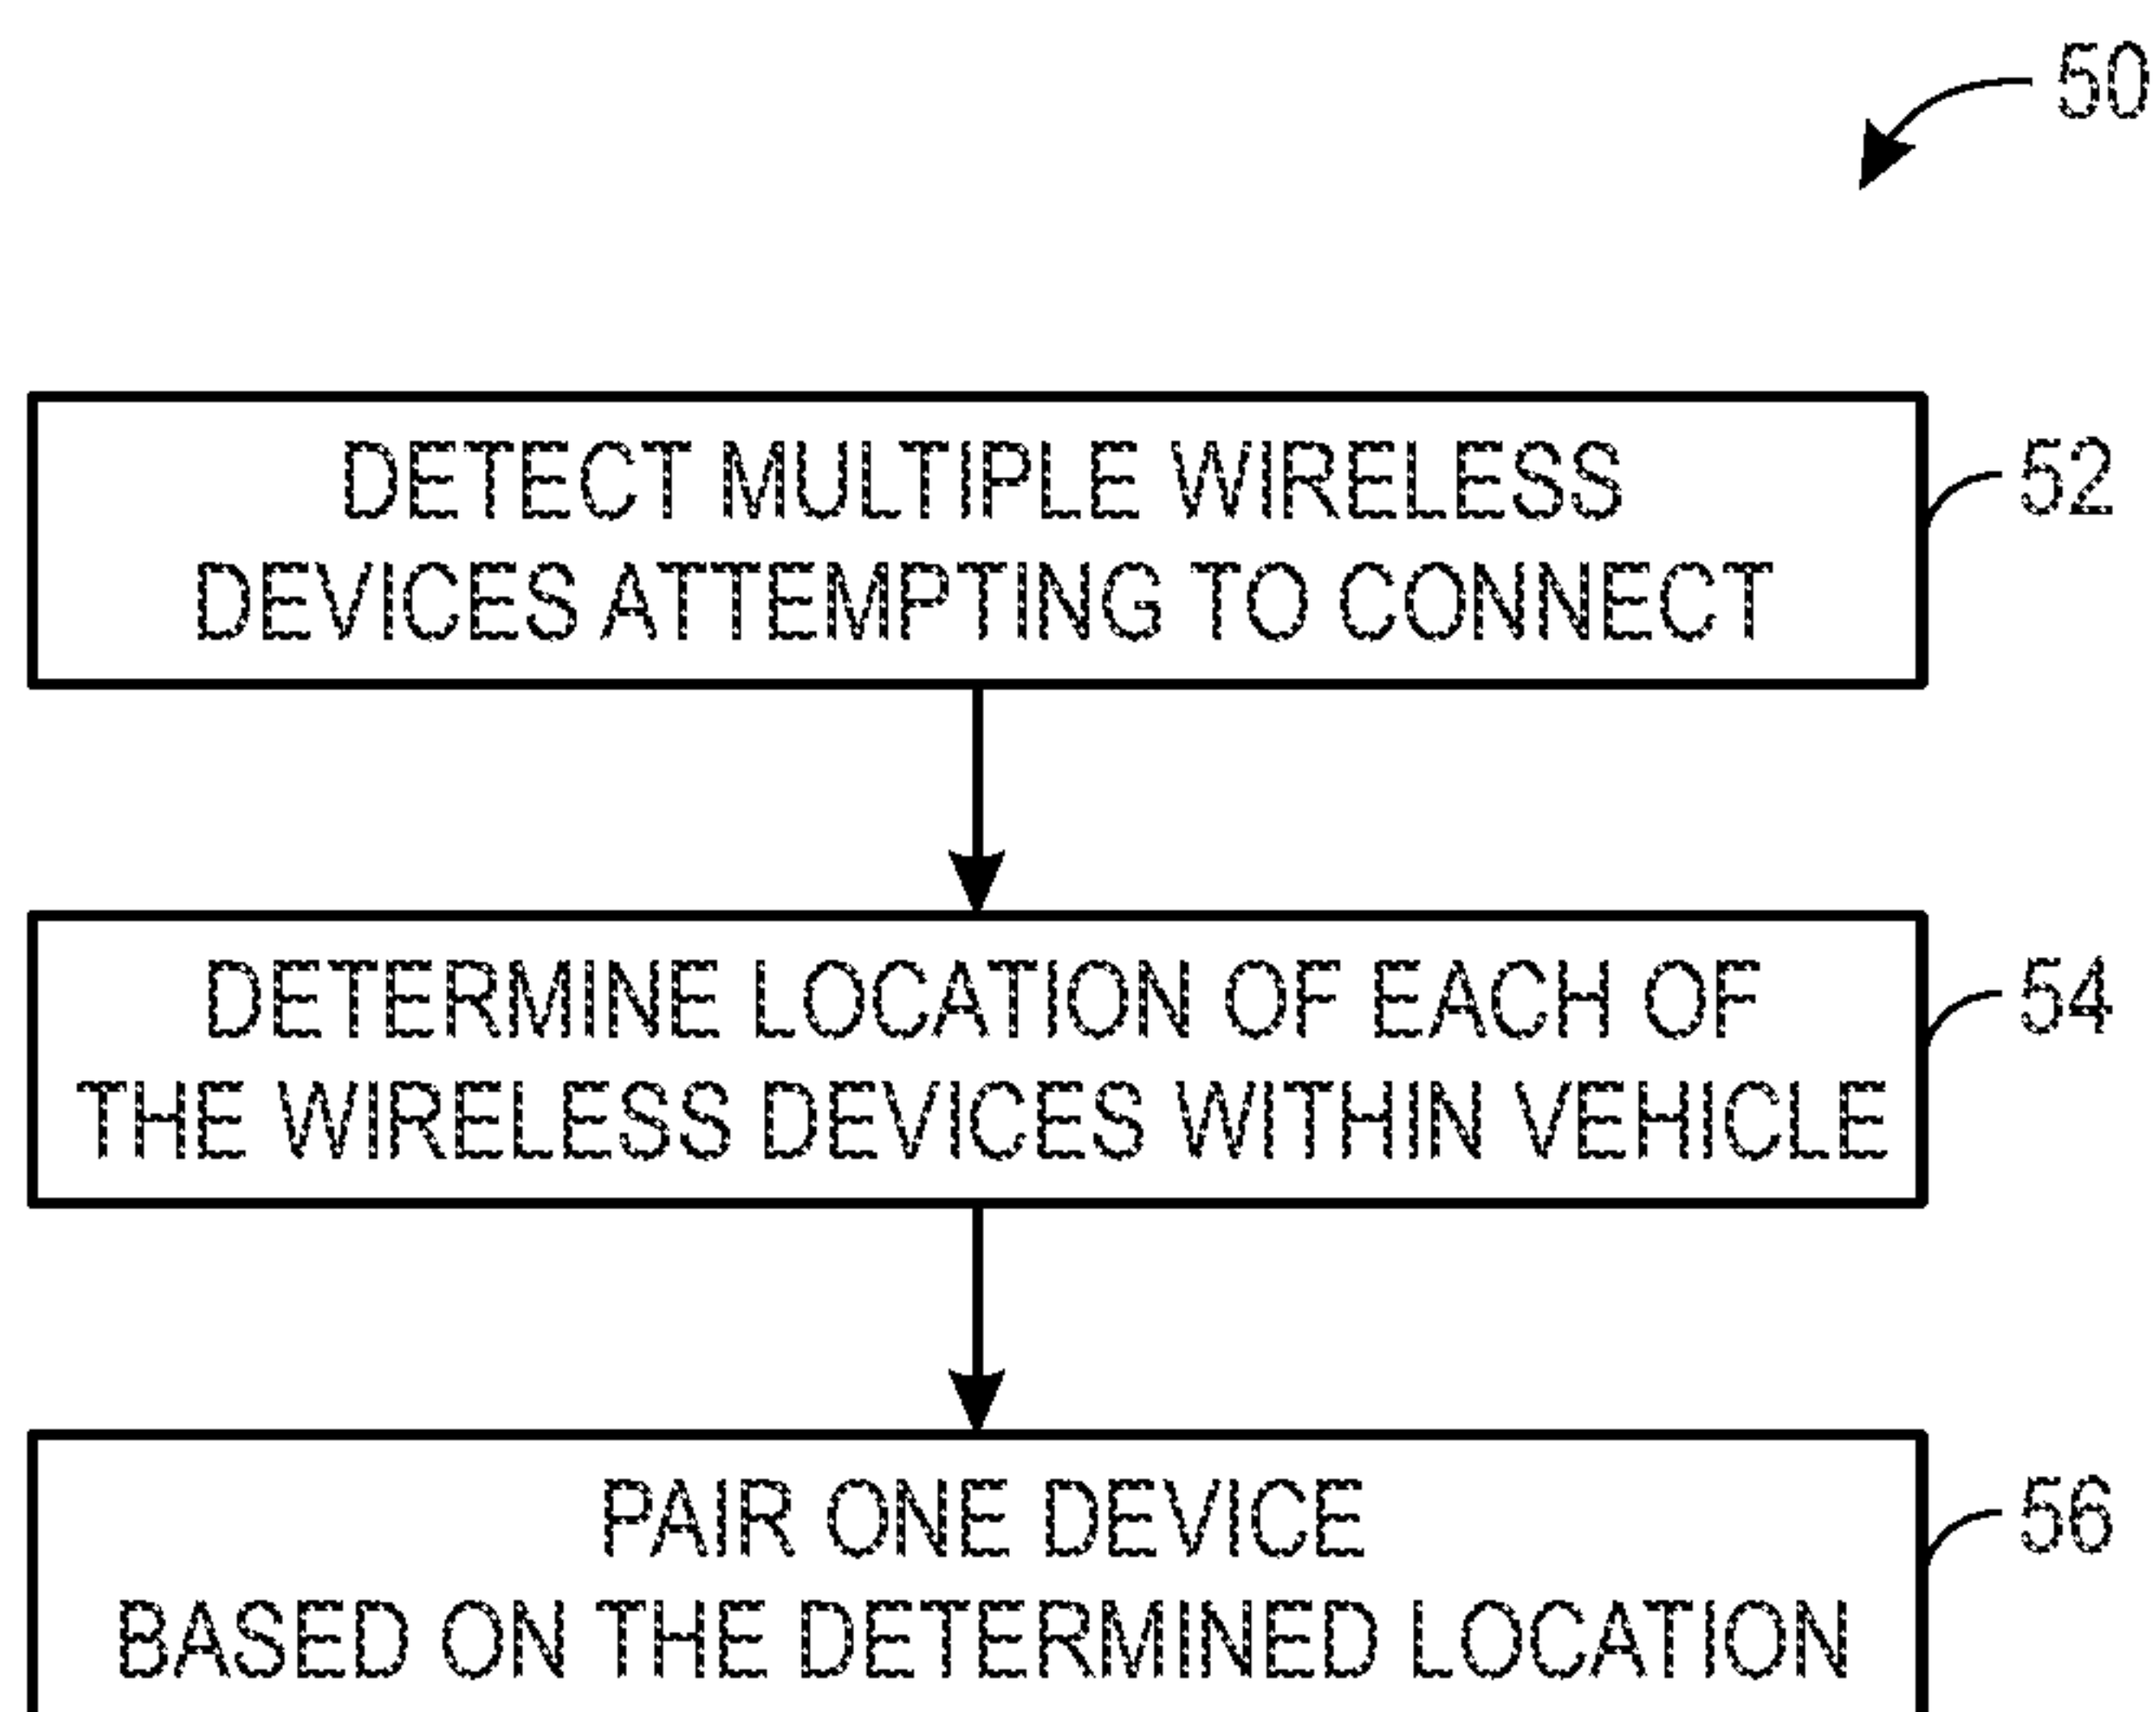 50
DETECT MULTIPLE WIRELESS
DEVICES ATTEMPTING TO CONNECT
52
DETERMINE LOCATION OF EACH OF
THE WIRELESS DEVICES WITHIN VEHICLE
54
PAIR ONE DEVICE
BASED ON THE DETERMINED LOCATION
56